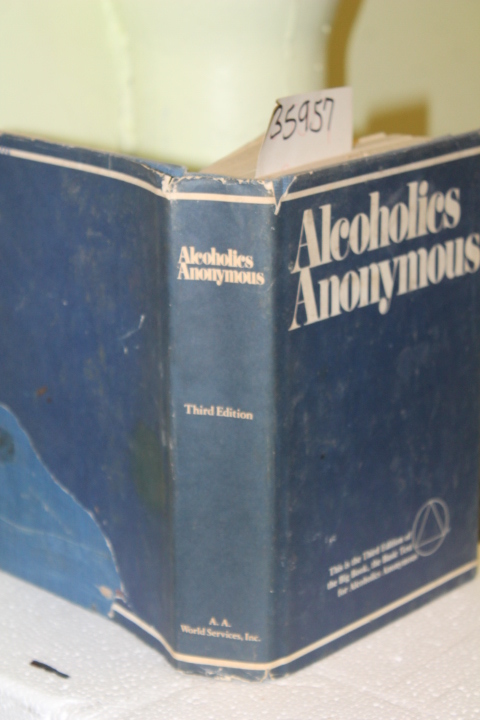 B5957
Alcoholics
Anonymous
Third Edition
A. A.
World Services, Inc.
Alcoholics
Anonymous
This is the Third Edition of
the Big Book, the Basic Text
for Alcoholics Anonymous